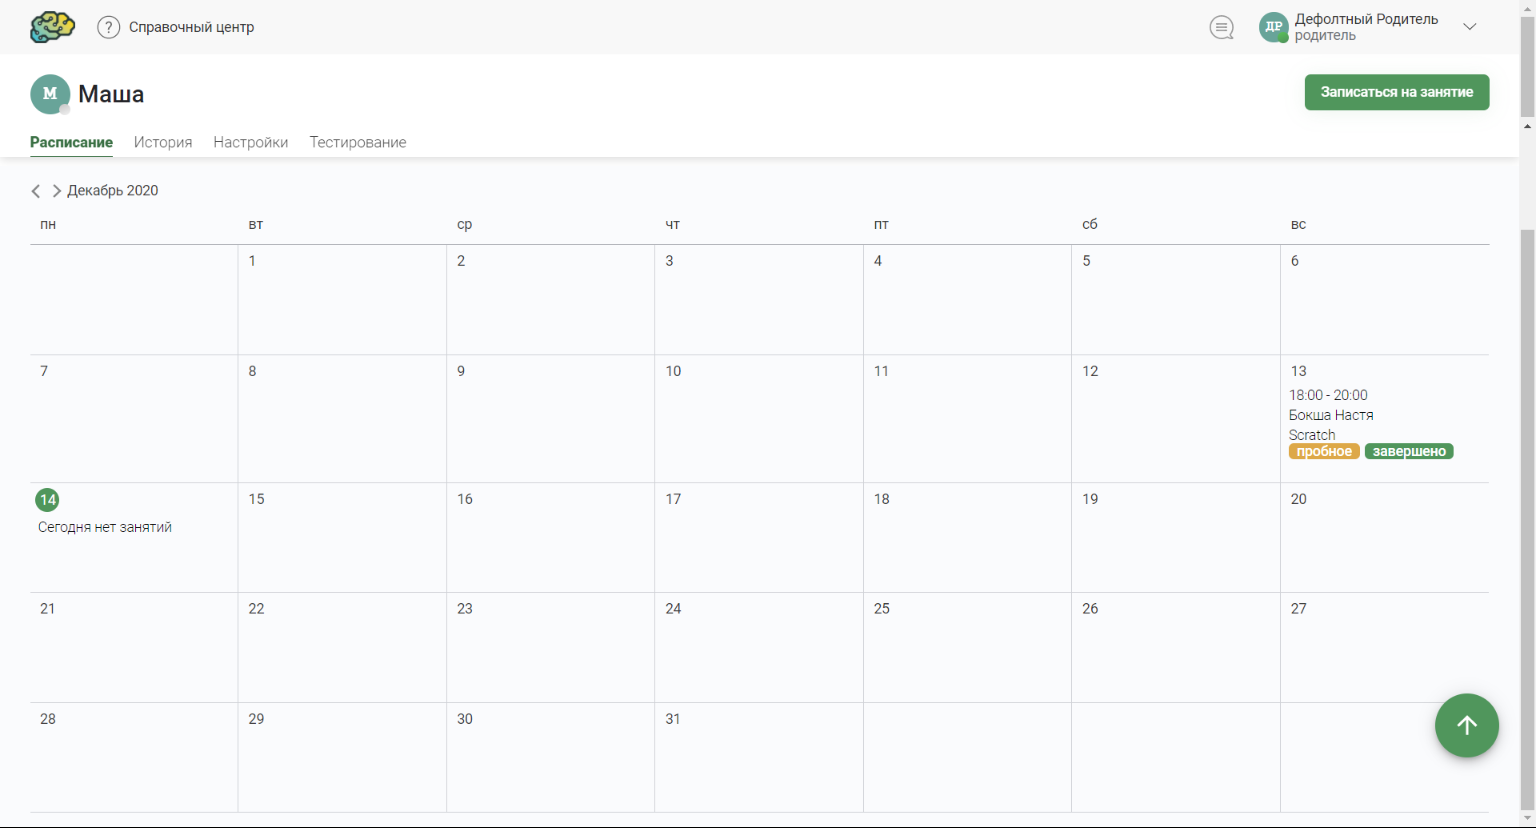 ? Справочный центр
ДР Дефолтный Родитель
родитель
М Маша
Записаться на занятие
Расписание История Настройки Тестирование
Декабрь 2020
пн вт ср чт пт сб вс
1 2 3 4 5 6
7 8 9 10 11 12 13
18:00 - 20:00
Бокша Настя
Scratch
пробное завершено
14 15 16 17 18 19 20
Сегодня нет занятий
21 22 23 24 25 26 27
28 29 30 31